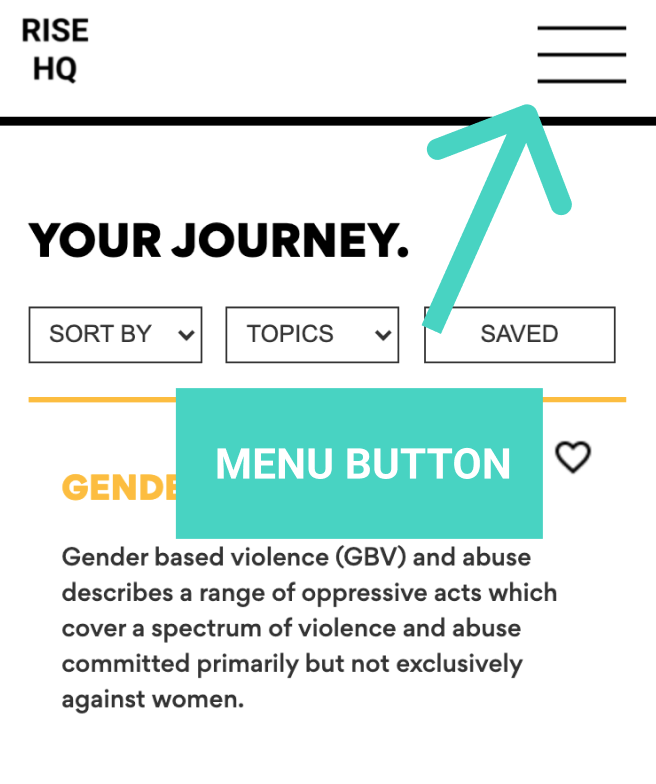 RISE
HQ
YOUR JOURNEY.
SORT BY
TOPICS
SAVED
MENU BUTTON
Gender based violence (GBV) and abuse
describes a range of oppressive acts which
cover a spectrum of violence and abuse
committed primarily but not exclusively
against women.